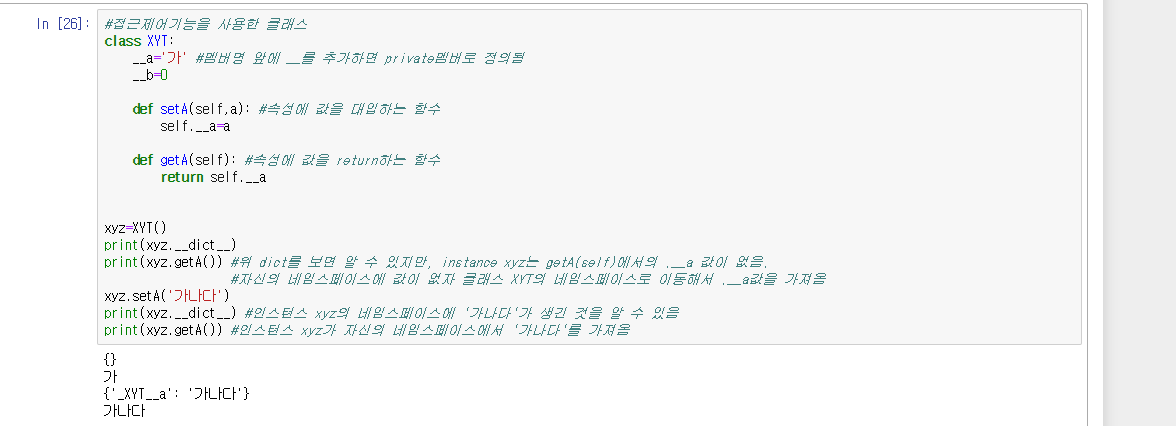 In [26]: #접근제어기능을 사용한 클래스
class XYT:
    __a='가' #멤버명 앞에 __를 추가하면 private멤버로 정의됨
    __b=0
    def setA(self,a): #속성에 값을 대입하는 함수
        self.__a=a
    def getA(self): #속성에 값을 return하는 함수
        return self.__a
xyz=XYT()
print(xyz.__dict__)
print(xyz.getA()) #위 dict를 보면 알 수 있지만, instance xyz는 getA(self)에서의 .__a 값이 없음.
#자신의 네임스페이스에 값이 없자 클래스 XYT의 네임스페이스로 이동해서 .__a값을 가져옴
xyz.setA('가나다')
print(xyz.__dict__) #인스턴스 xyz의 네임스페이스에 '가나다'가 생긴 것을 알 수 있음
print(xyz.getA()) #인스턴스 xyz가 자신의 네임스페이스에서 '가나다'를 가져옴
{}
가
{'_XYT__a': '가나다'}
가나다